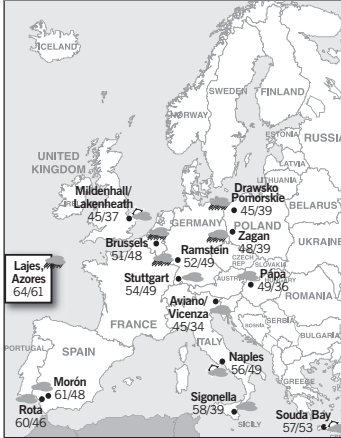 ICELAND
SWEDEN
FINLAND
NORWAY
ESTONIA
RUSSI
LATVIA
LITHUANIA
UNITED
KINGDOM
Mildenhall/
Lakenheath
45/37
Drawsko
Pomorskie
45/39
BELARUS
GERMANY
POLAND
Zagan
48/39
UKRAINE
Brussels
51/48
Ramstein
52/49
CZECH
REP
SLOVAKIA
Lajes,
Azores
64/61
Stuttgart
54/49
Pápa
49/36
ROMANIA
Aviano/
Vicenza
45/34
FRANCE
BOSNIA
SERBIA
BULGARIA
ITALY
PORTUGAL
SPAIN
Naples
56/49
Morón
61/48
Rota
60/46
GREECE
Sigonella
58/39
SICILY
Souda Bay
57/53